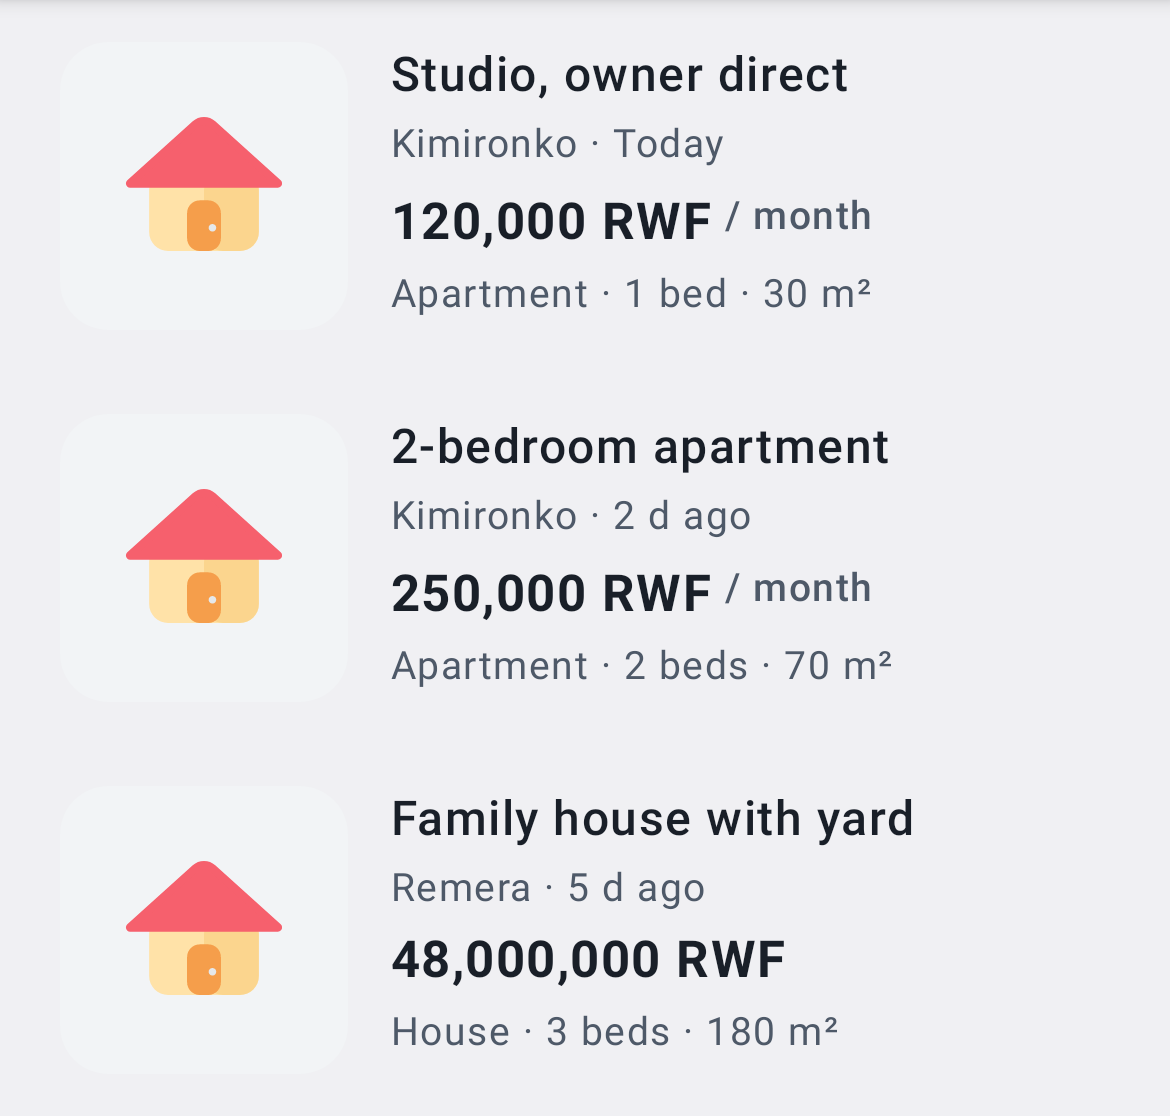 Studio, owner direct
Kimironko · Today
120,000 RWF / month
Apartment · 1 bed · 30 m²
2-bedroom apartment
Kimironko · 2 d ago
250,000 RWF / month
Apartment · 2 beds · 70 m²
Family house with yard
Remera · 5 d ago
48,000,000 RWF
House · 3 beds · 180 m²